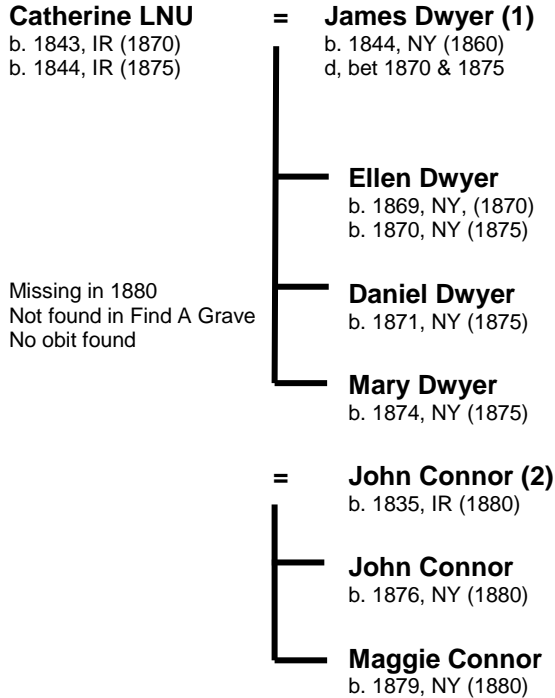 Catherine LNU = James Dwyer (1)
b. 1843, IR (1870) b. 1844, NY (1860)
b. 1844, IR (1875) d, bet 1870 & 1875
Ellen Dwyer
b. 1869, NY, (1870)
b. 1870, NY (1875)
Missing in 1880
Not found in Find A Grave
No obit found
Daniel Dwyer
b. 1871, NY (1875)
Mary Dwyer
b. 1874, NY (1875)
= John Connor (2)
b. 1835, IR (1880)
John Connor
b. 1876, NY (1880)
Maggie Connor
b. 1879, NY (1880)